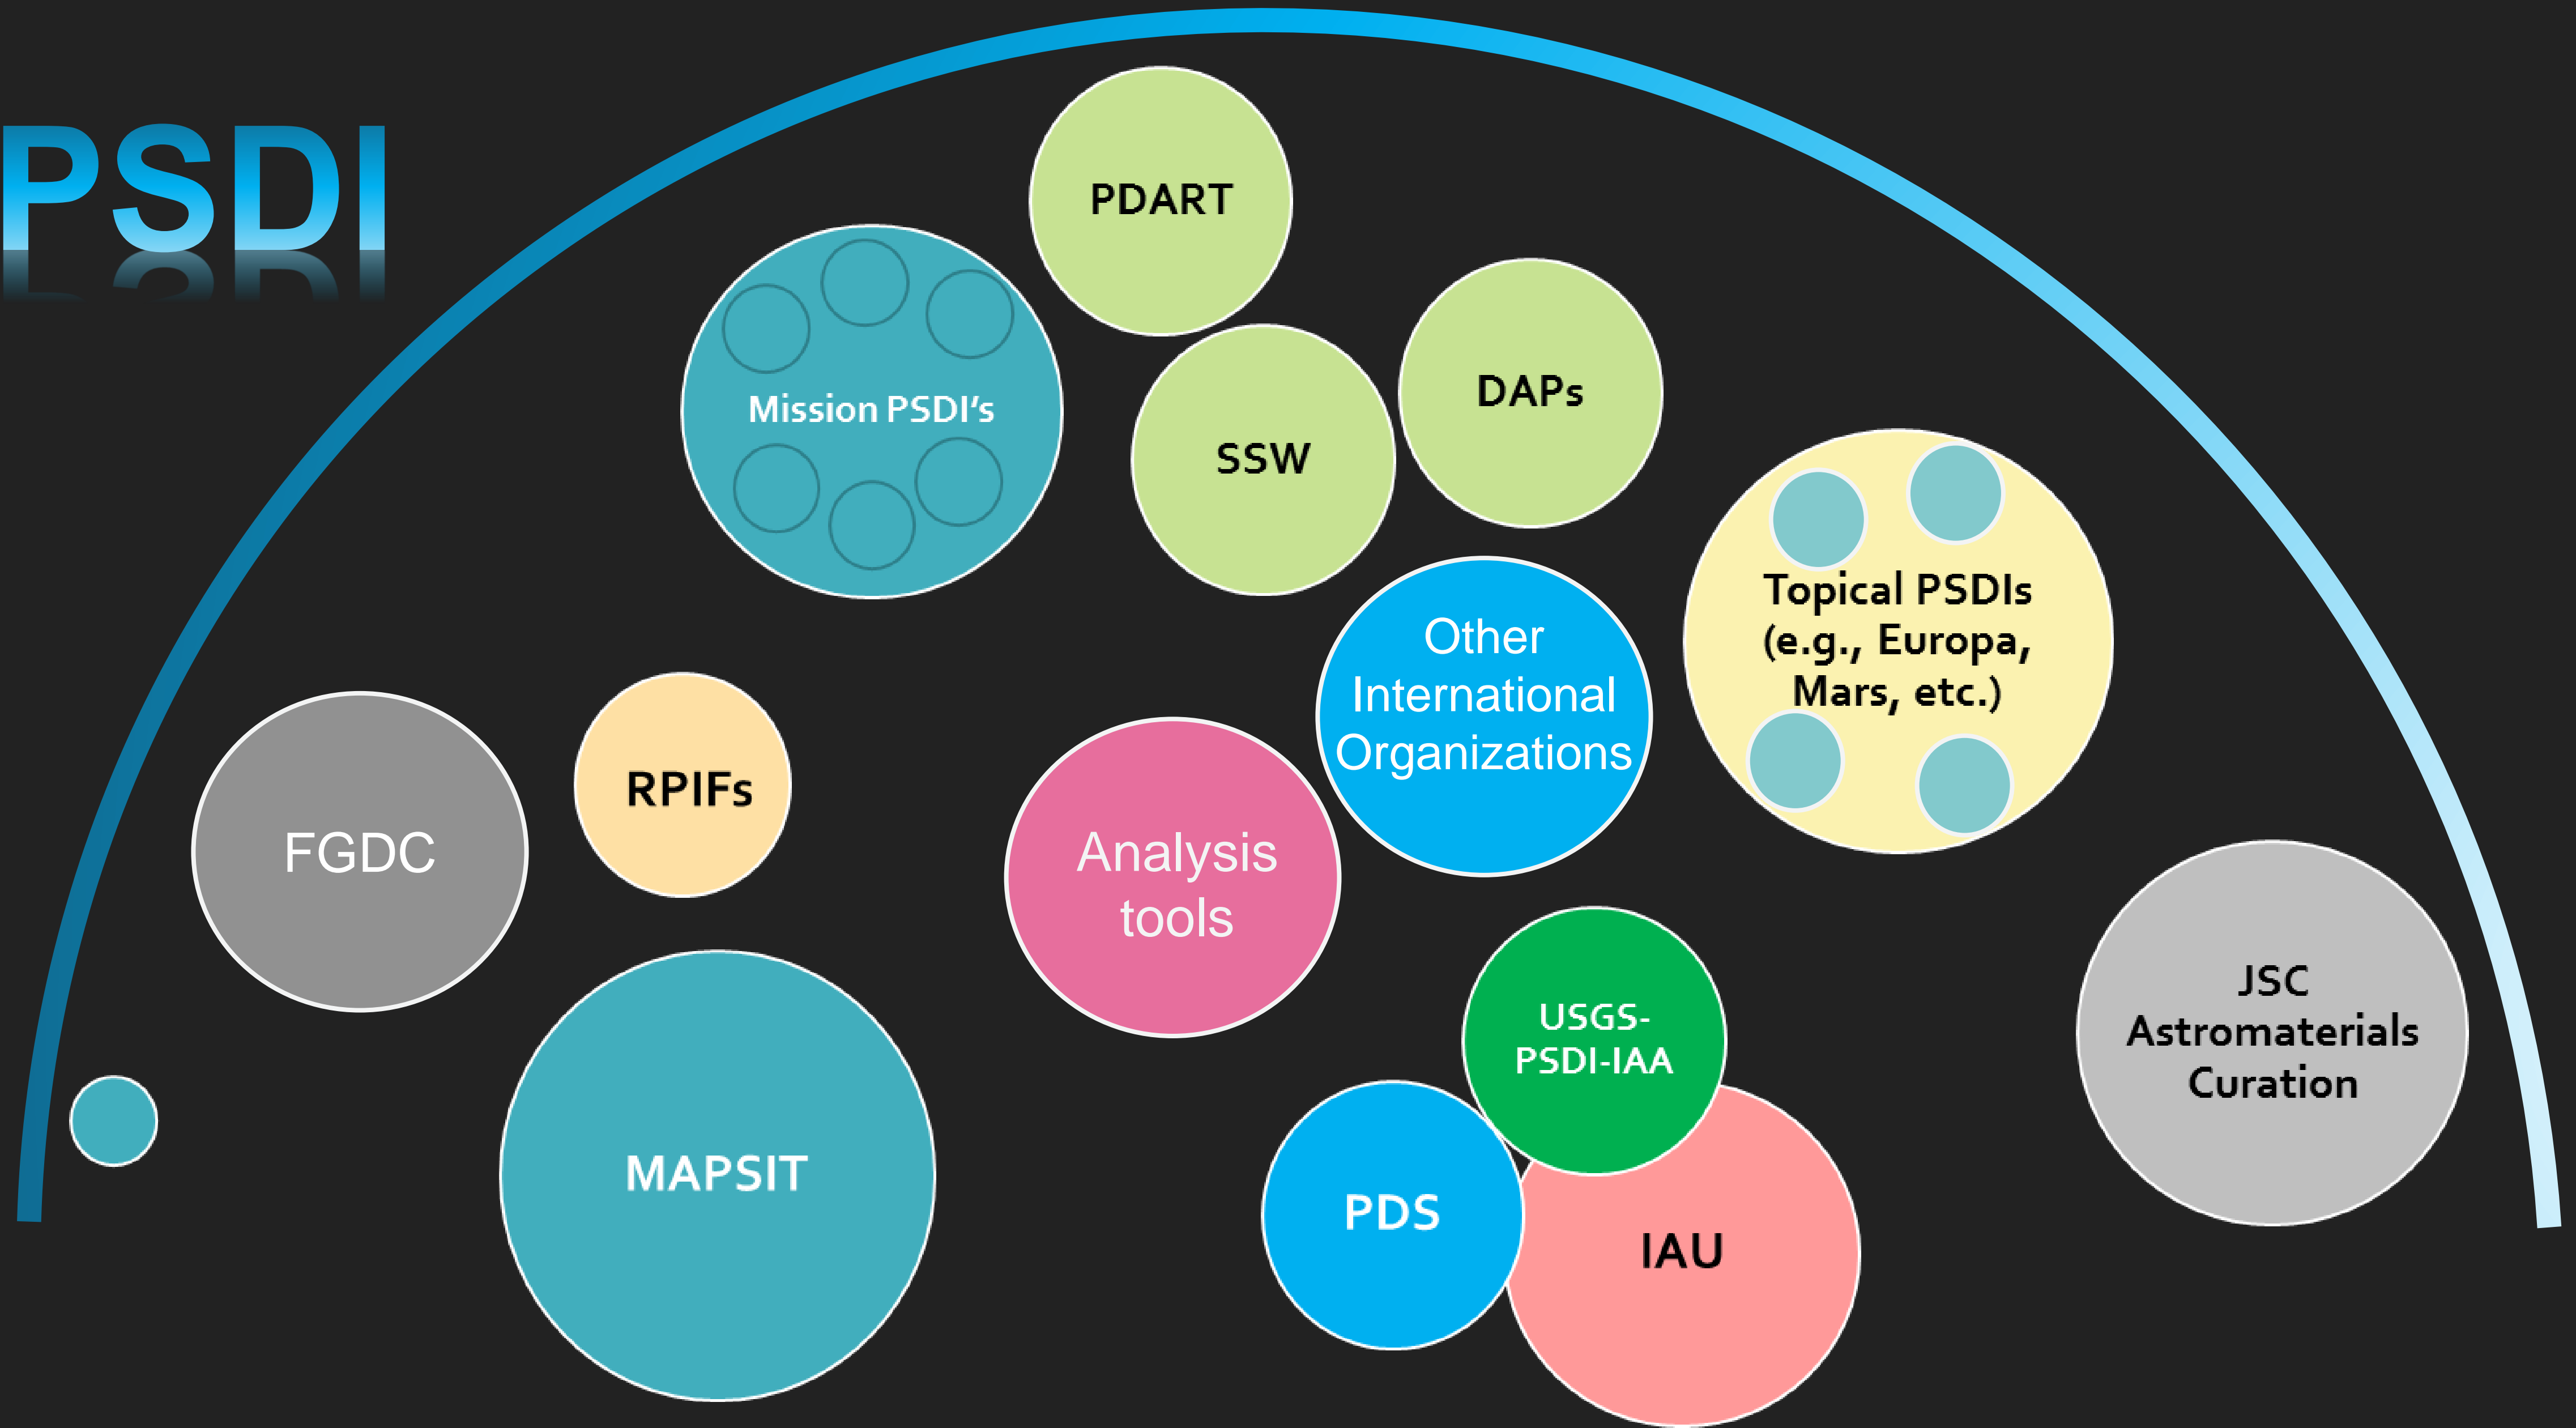 PSDI
PDART
Mission PSDI’s
DAPs
SSW
Topical PSDIs
(e.g., Europa,
Mars, etc.)
Other
International
Organizations
RPIFs
FGDC
Analysis
tools
USGS-
PSDI-IAA
JSC
Astromaterials
Curation
MAPSIT
PDS
IAU